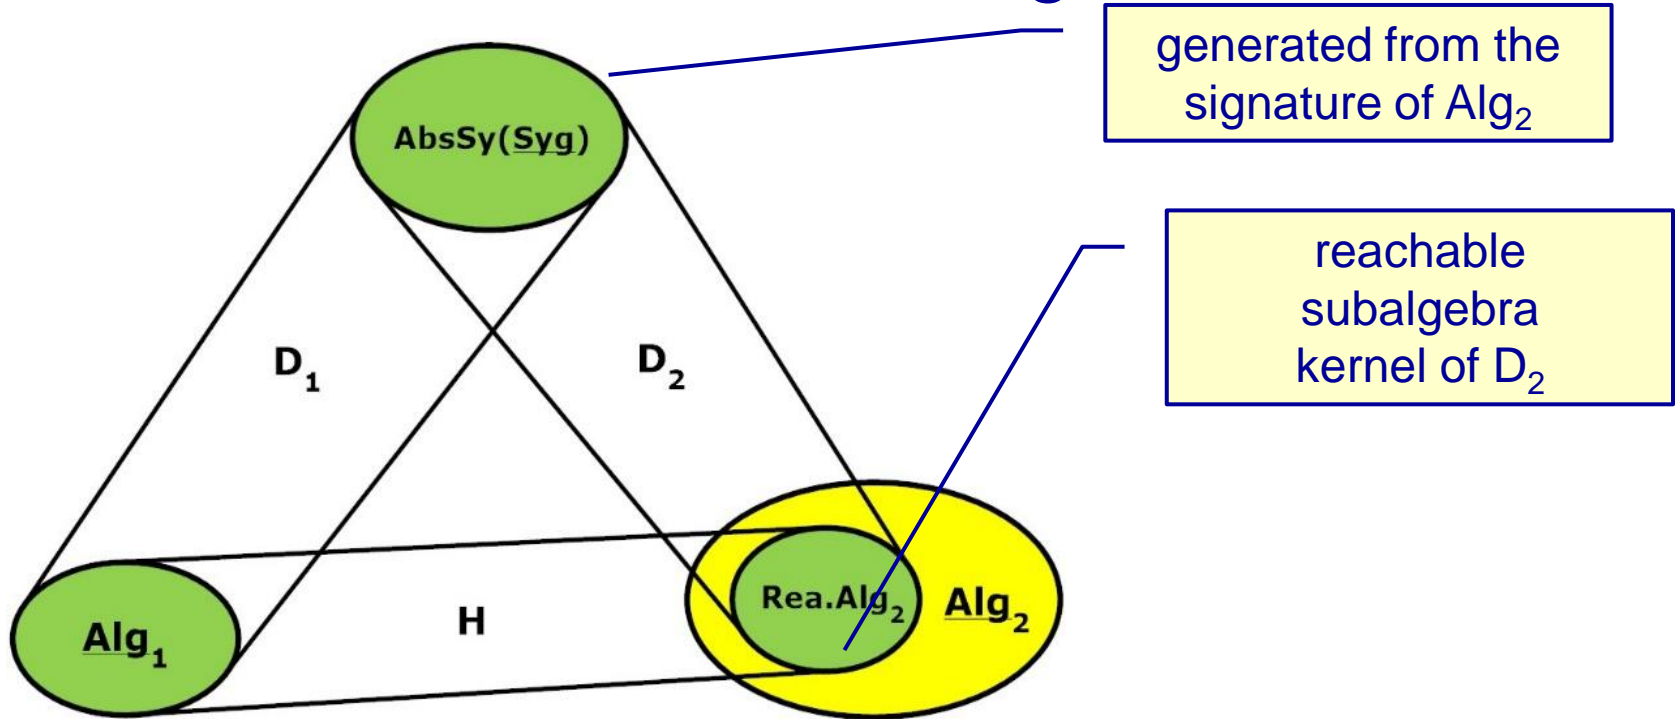 generated from the
signature of Alg₂
AbsSy(Syg)
reachable
subalgebra
kernel of D₂
D₁
D₂
Rea.Alg₂
Alg₂
H
Alg₁